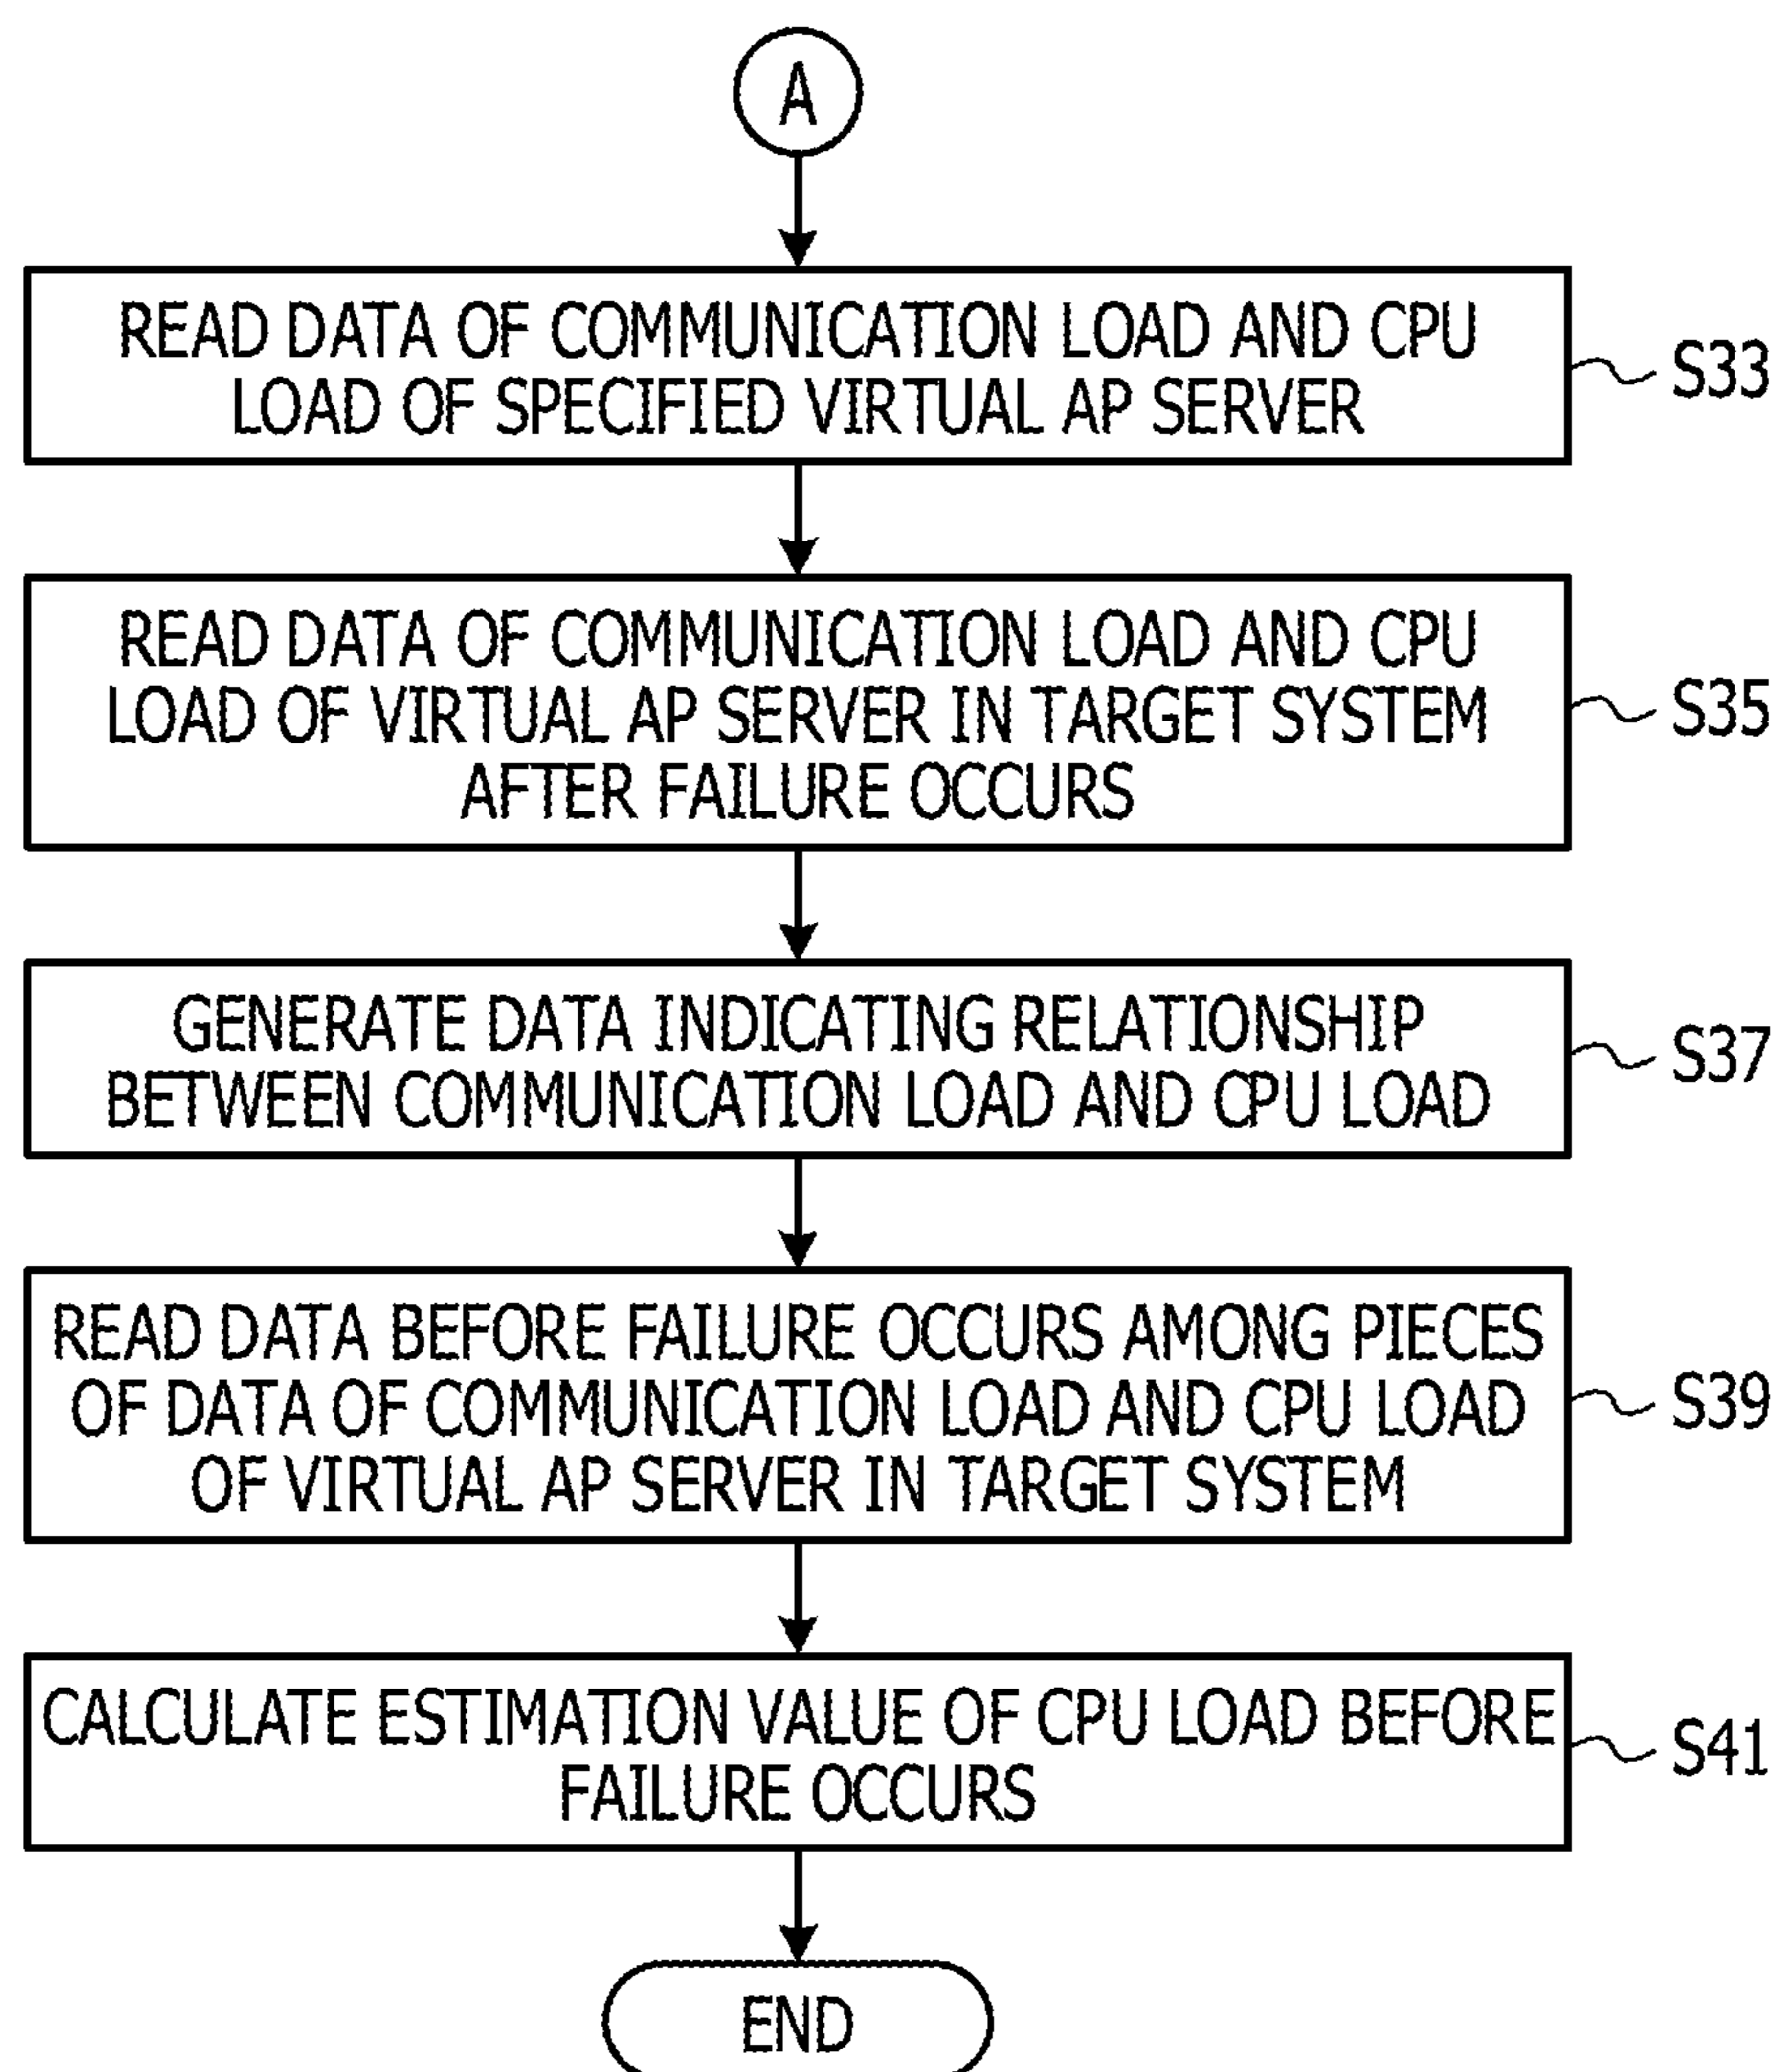 A
READ DATA OF COMMUNICATION LOAD AND CPU
LOAD OF SPECIFIED VIRTUAL AP SERVER
S33
READ DATA OF COMMUNICATION LOAD AND CPU
LOAD OF VIRTUAL AP SERVER IN TARGET SYSTEM
AFTER FAILURE OCCURS
S35
GENERATE DATA INDICATING RELATIONSHIP
BETWEEN COMMUNICATION LOAD AND CPU LOAD
S37
READ DATA BEFORE FAILURE OCCURS AMONG PIECES
OF DATA OF COMMUNICATION LOAD AND CPU LOAD
OF VIRTUAL AP SERVER IN TARGET SYSTEM
S39
CALCULATE ESTIMATION VALUE OF CPU LOAD BEFORE
FAILURE OCCURS
S41
END